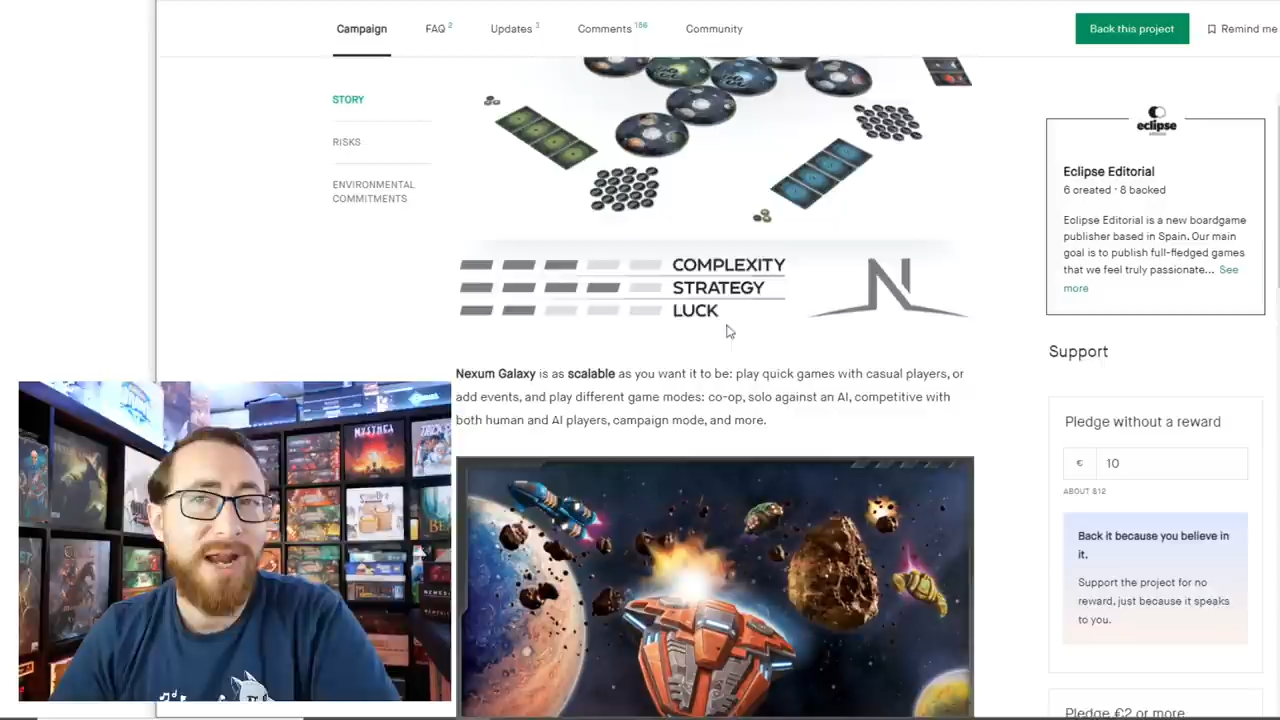 Campaign
FAQ 2
Updates 3
Comments 156
Community
Back this project
Remind me
STORY
RISKS
ENVIRONMENTAL
COMMITMENTS
COMPLEXITY
STRATEGY
LUCK
N
Nexum Galaxy is as scalable as you want it to be: play quick games with casual players, or
add events, and play different game modes: co-op, solo against an AI, competitive with
both human and AI players, campaign mode, and more.
eclipse
Eclipse Editorial
6 created · 8 backed
Eclipse Editorial is a new boardgame
publisher based in Spain. Our main
goal is to publish full-fledged games
that we feel truly passionate... See
more
Support
Pledge without a reward
€ 10
ABOUT $12
Back it because you believe in
it.
Support the project for no
reward, just because it speaks
to you.
Pledge €2 or more
MYSTHEA
NEMESIS